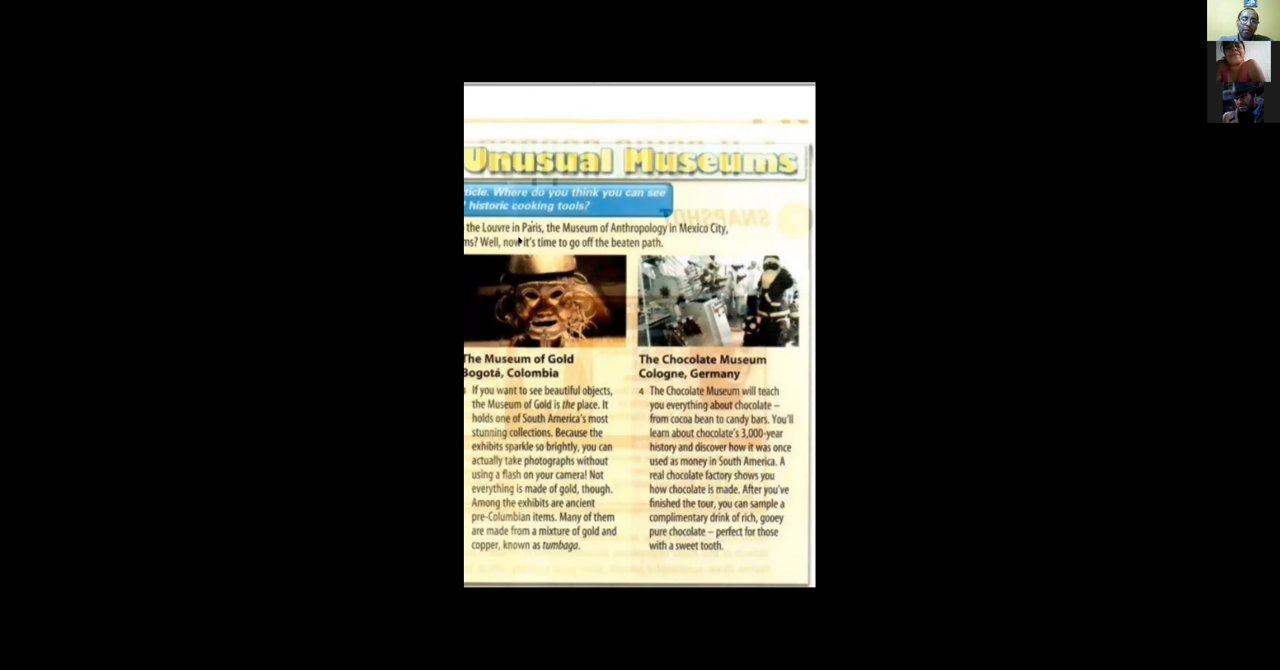 Unusual Museums
ticle. Where do you think you can see
historic cooking tools?
SNAPSHOT
the Louvre in Paris, the Museum of Anthropology in Mexico City,
ms? Well, now it's time to go off the beaten path.
The Museum of Gold
Bogotá, Colombia
If you want to see beautiful objects,
the Museum of Gold is the place. It
holds one of South America's most
stunning collections. Because the
exhibits sparkle so brightly, you can
actually take photographs without
using a flash on your camera! Not
everything is made of gold, though.
Among the exhibits are ancient
pre-Columbian items. Many of them
are made from a mixture of gold and
copper, known as tumbaga.
The Chocolate Museum
Cologne, Germany
4 The Chocolate Museum will teach
you everything about chocolate –
from cocoa bean to candy bars. You'll
learn about chocolate's 3,000-year
history and discover how it was once
used as money in South America. A
real chocolate factory shows you
how chocolate is made. After you've
finished the tour, you can sample a
complimentary drink of rich, gooey
pure chocolate – perfect for those
with a sweet tooth.